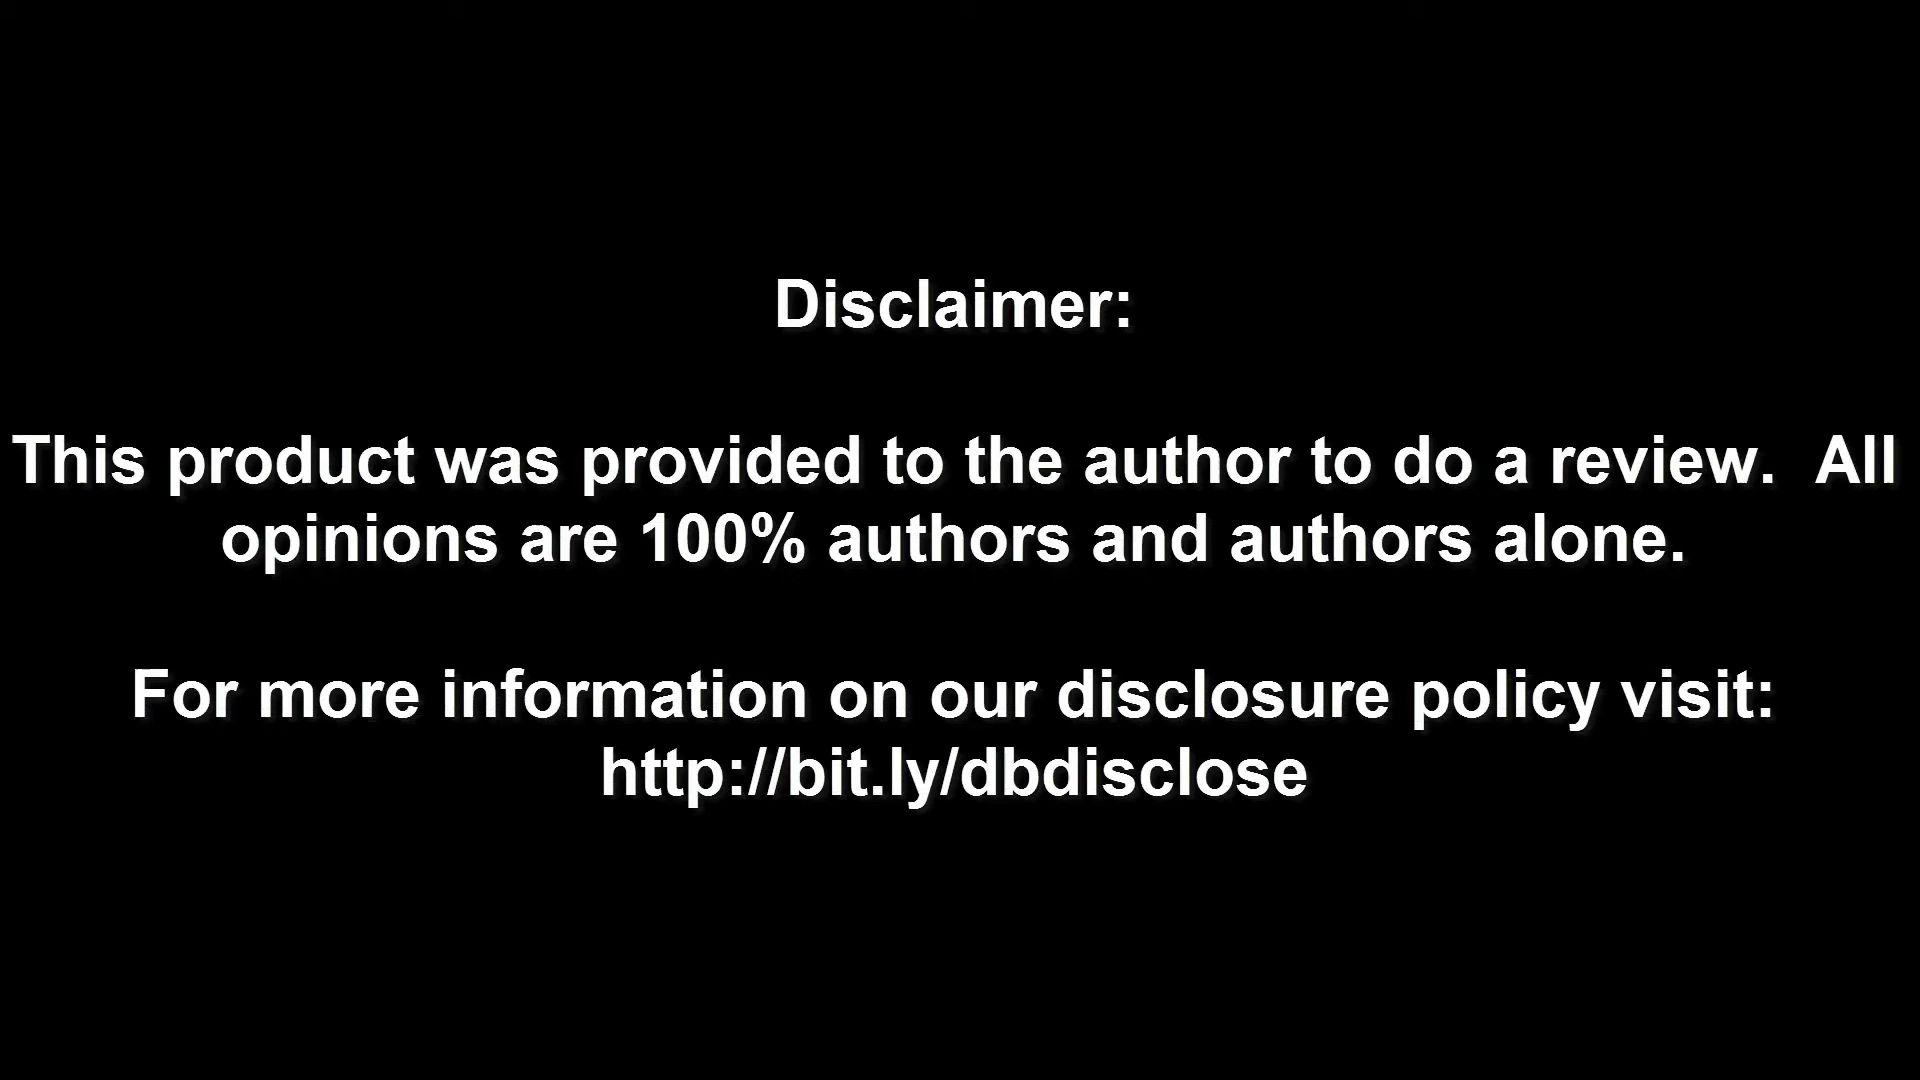 Disclaimer:
This product was provided to the author to do a review.  All
opinions are 100% authors and authors alone.
For more information on our disclosure policy visit:
http://bit.ly/dbdisclose